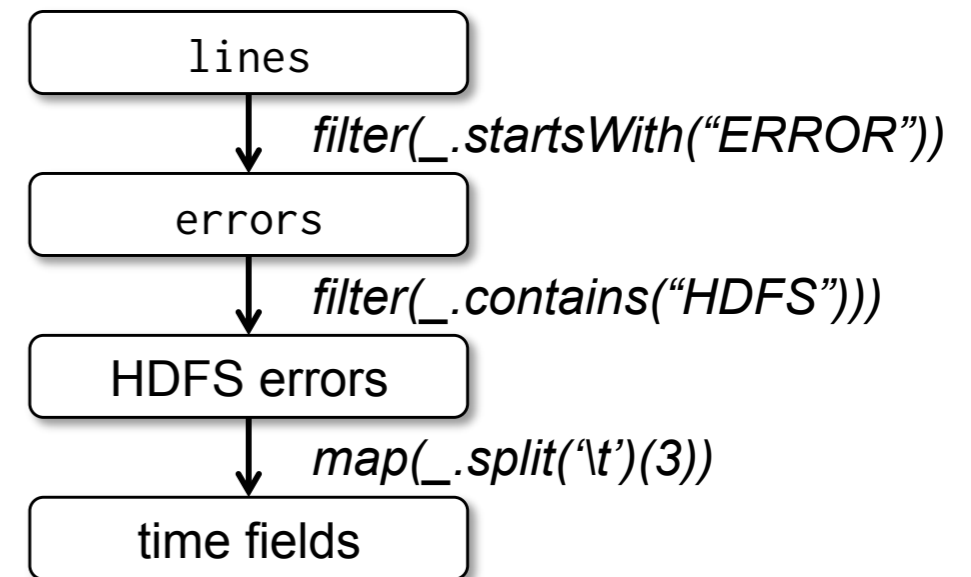 lines
filter(_.startsWith(“ERROR”))
errors
filter(_.contains(“HDFS”)))
HDFS errors
map(_.split(‘\t’)(3))
time fields